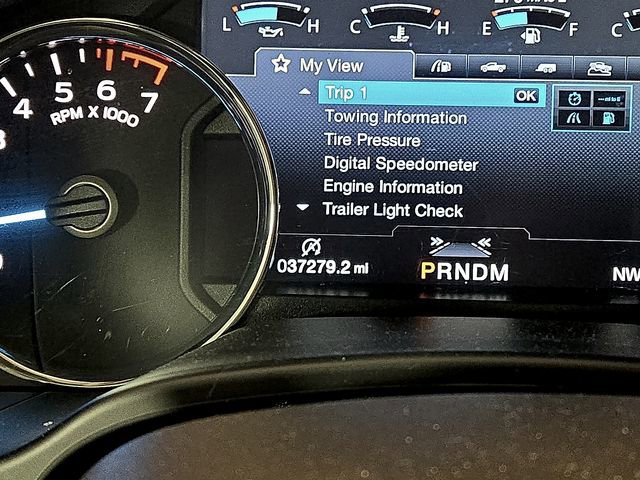 L H C H E F C
My View
Trip 1 OK
Towing Information
Tire Pressure
Digital Speedometer
Engine Information
Trailer Light Check
4 5 6 7
RPM X 1000
037279.2 mi
PRNDM
NW